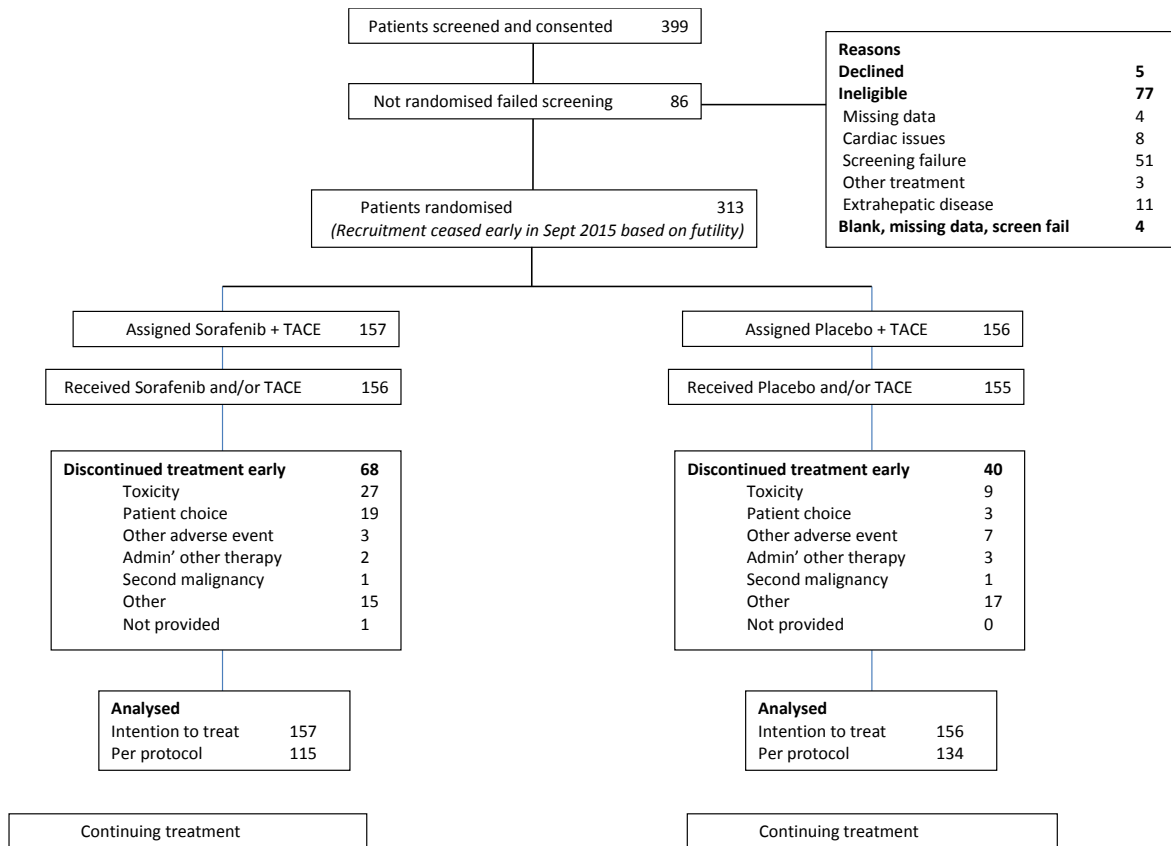 Patients screened and consented 399
Reasons
Declined 5
Ineligible 77
Missing data 4
Cardiac issues 8
Screening failure 51
Other treatment 3
Extrahepatic disease 11
Blank, missing data, screen fail 4
Not randomised failed screening 86
Patients randomised 313
(Recruitment ceased early in Sept 2015 based on futility)
Assigned Sorafenib + TACE 157
Received Sorafenib and/or TACE 156
Discontinued treatment early 68
Toxicity 27
Patient choice 19
Other adverse event 3
Admin’ other therapy 2
Second malignancy 1
Other 15
Not provided 1
Analysed
Intention to treat 157
Per protocol 115
Continuing treatment
Assigned Placebo + TACE 156
Received Placebo and/or TACE 155
Discontinued treatment early 40
Toxicity 9
Patient choice 3
Other adverse event 7
Admin’ other therapy 3
Second malignancy 1
Other 17
Not provided 0
Analysed
Intention to treat 156
Per protocol 134
Continuing treatment